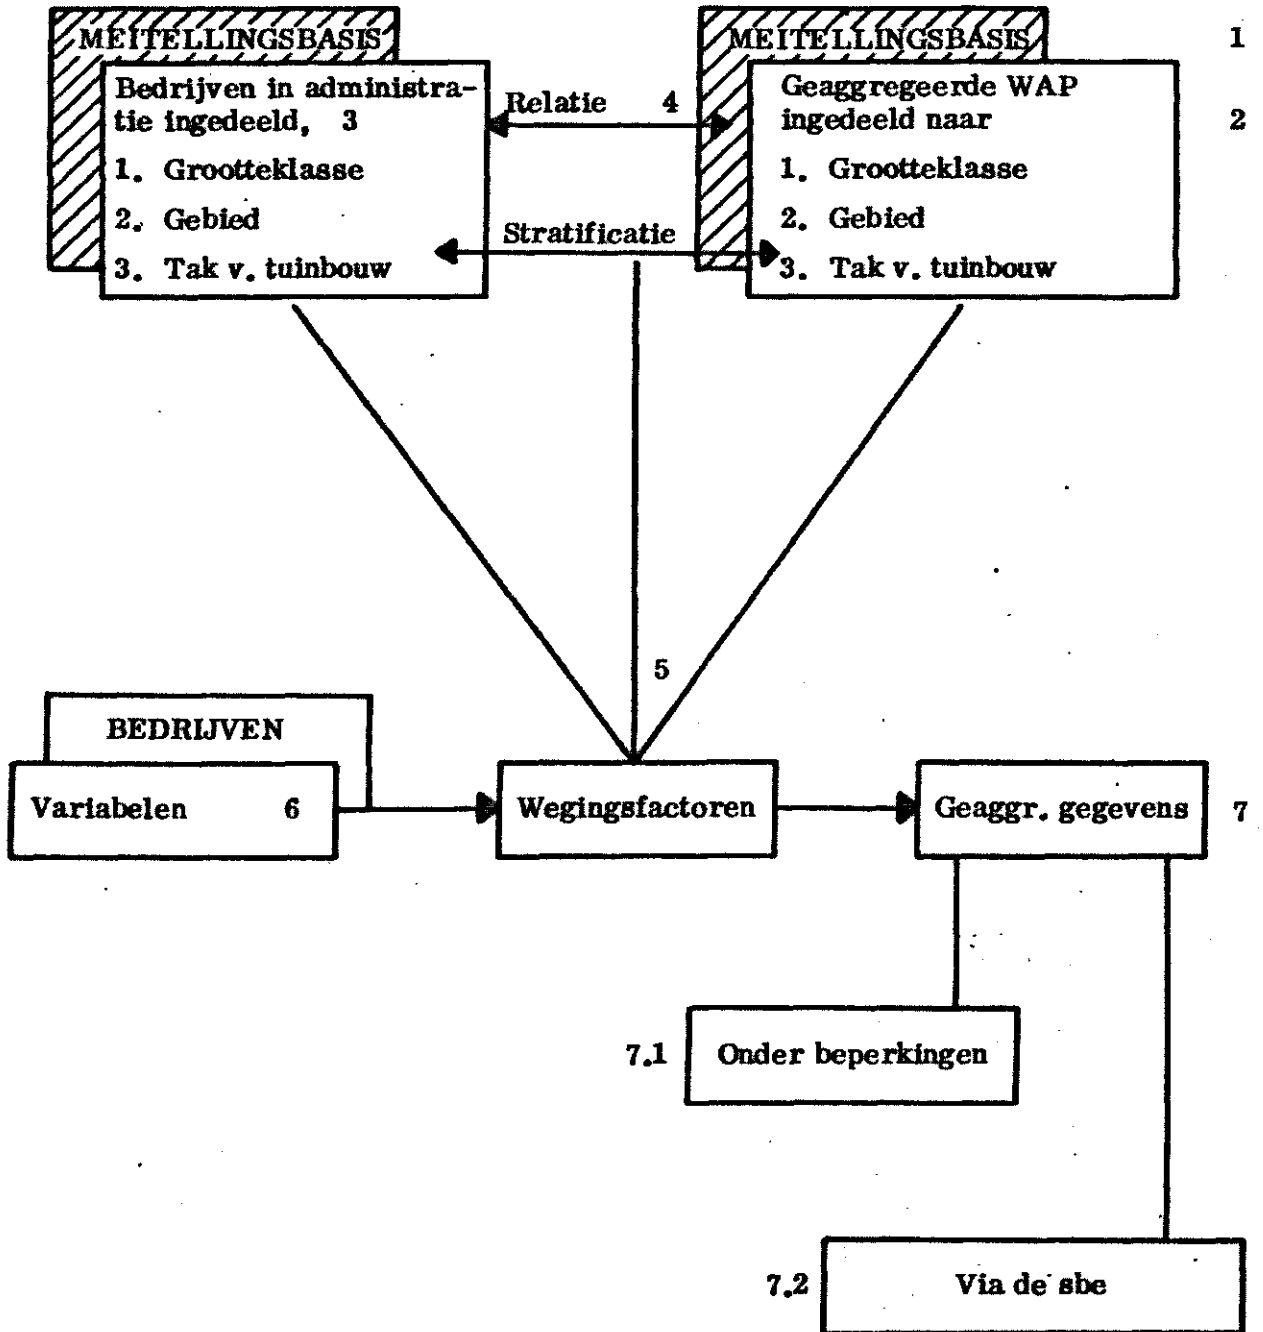 MEITELLINGSBASIS
Bedrijven in administra-
tie ingedeeld, 3
1. Grootteklasse
2. Gebied
3. Tak v. tuinbouw
Relatie 4
Stratificatie
MEITELLINGSBASIS 1
Geaggregeerde WAP
ingedeeld naar 2
1. Grootteklasse
2. Gebied
3. Tak v. tuinbouw
5
BEDRIJVEN
Variabelen 6
Wegingsfactoren
Geaggr. gegevens 7
7.1 Onder beperkingen
7.2 Via de sbe